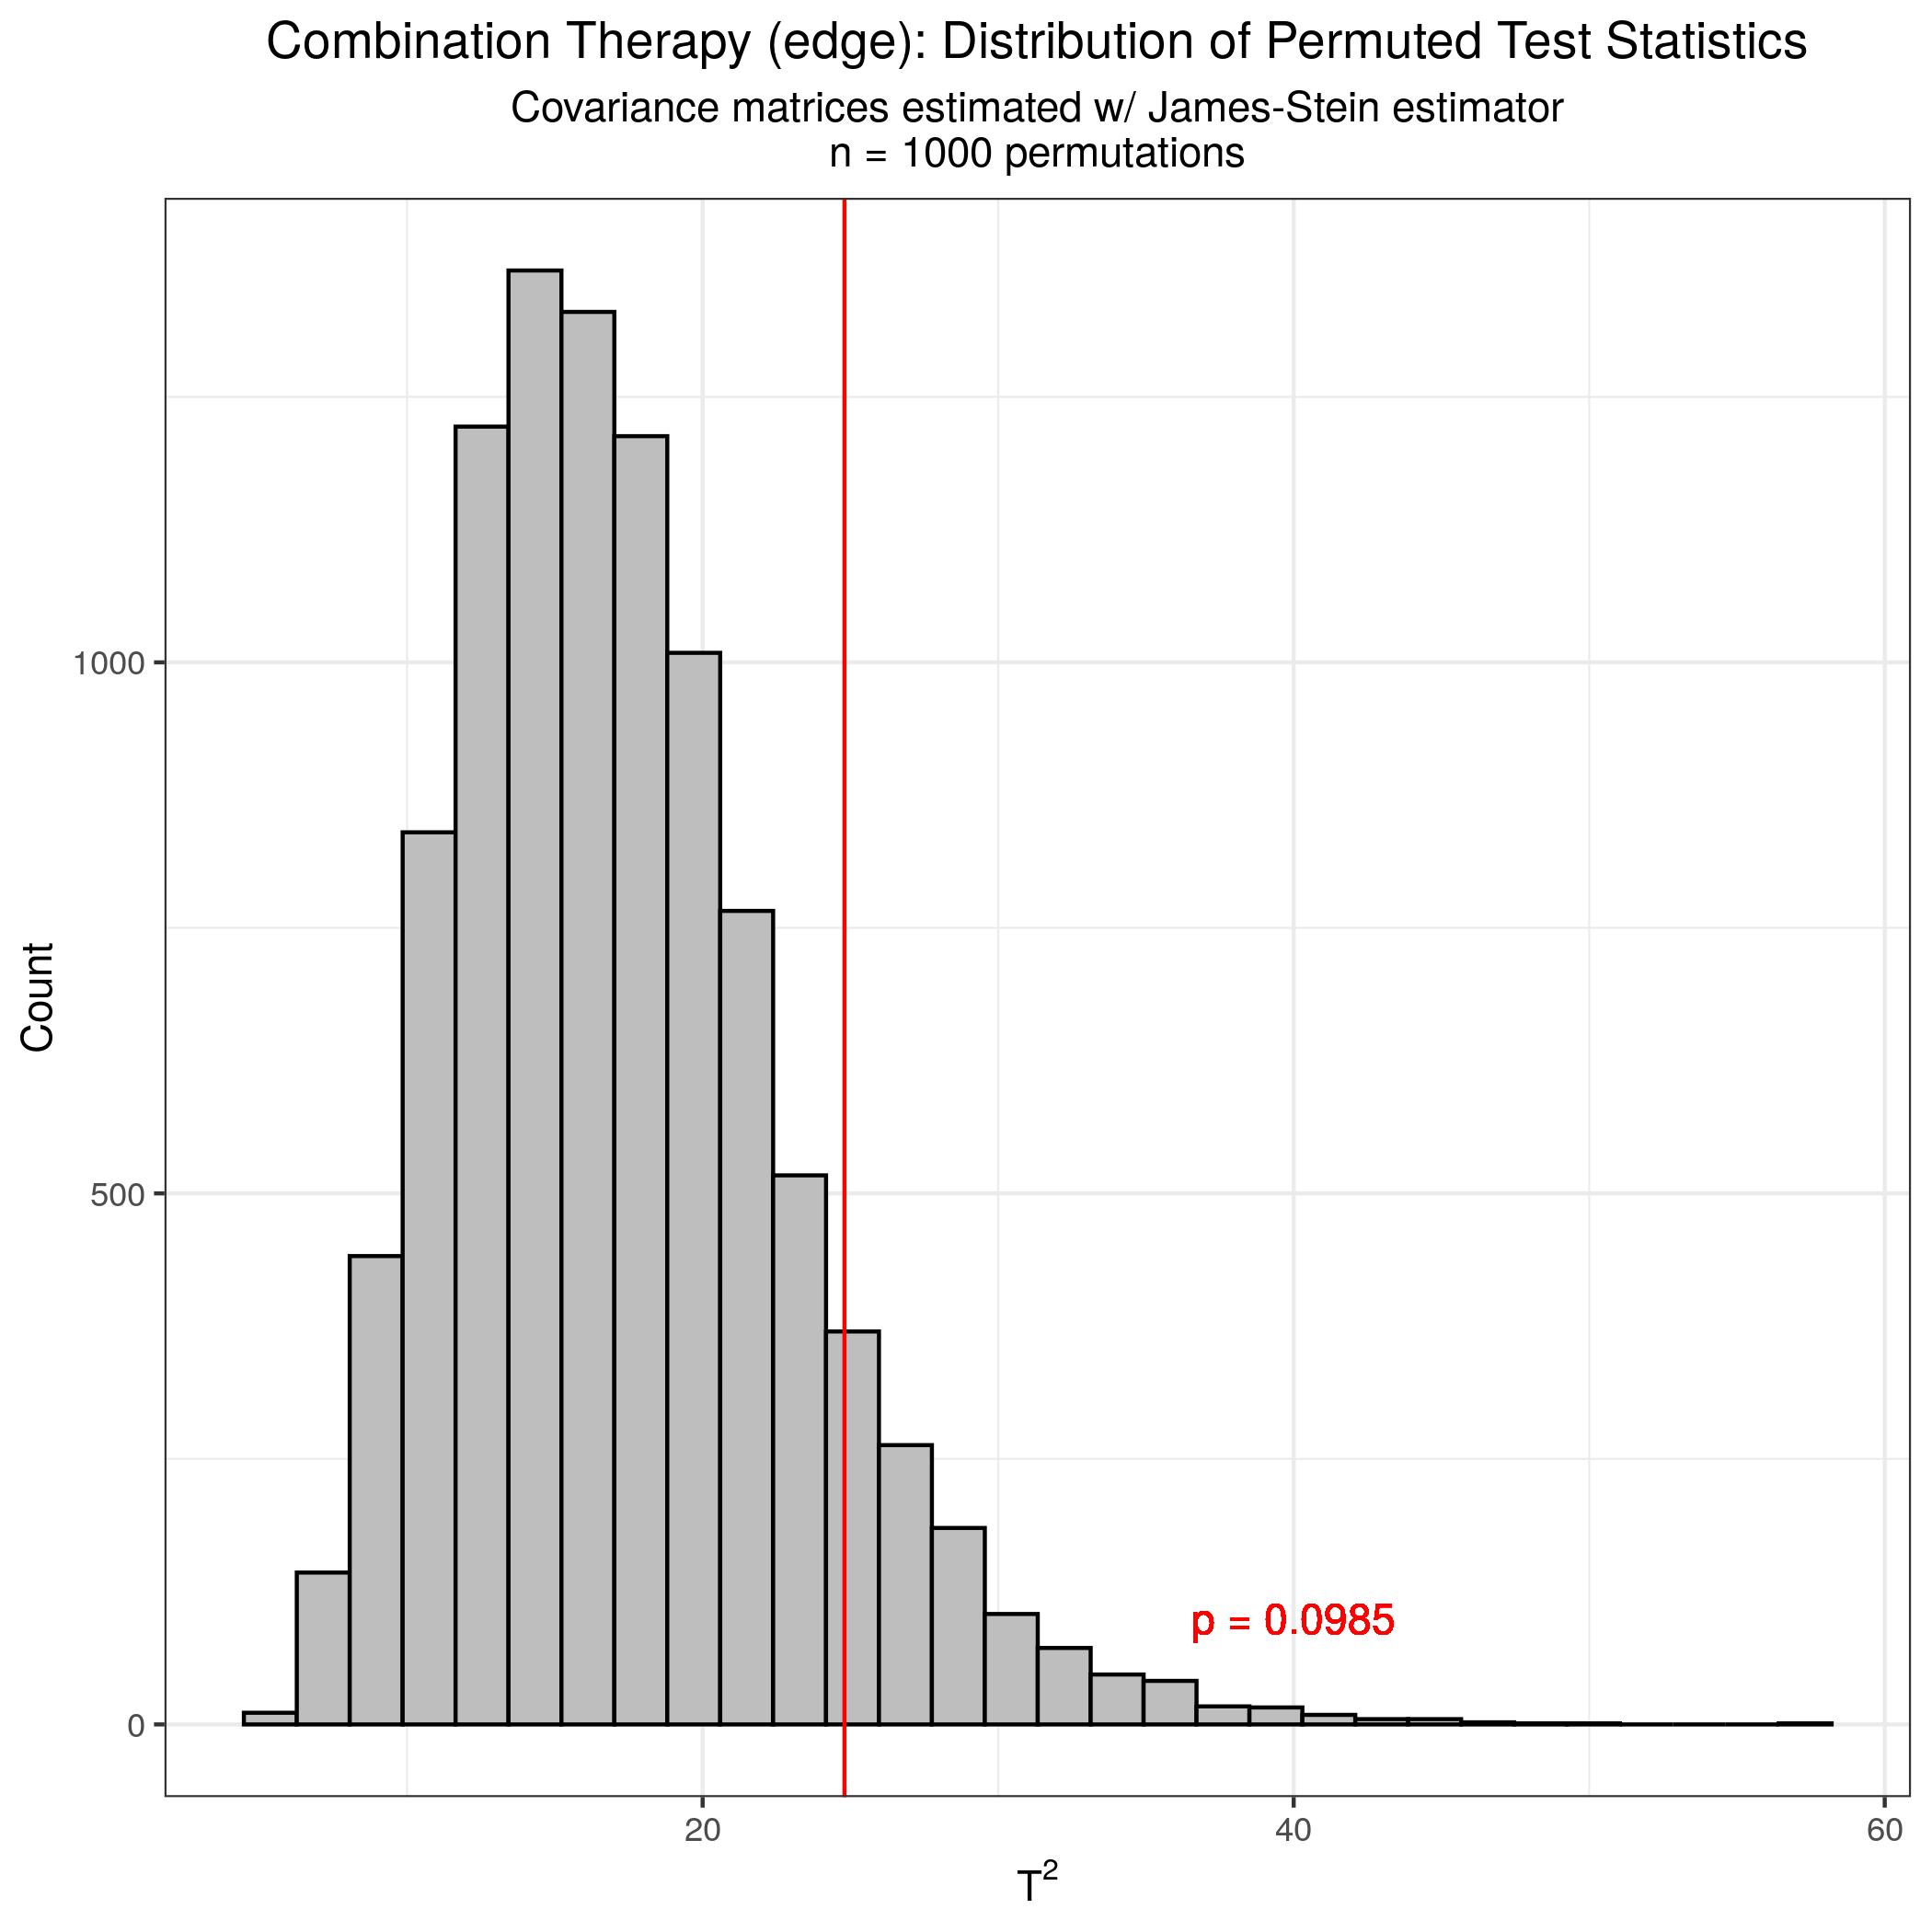 Combination Therapy (edge): Distribution of Permuted Test Statistics
Covariance matrices estimated w/ James-Stein estimator
n = 1000 permutations
Count
1000
500
0
p = 0.0985
20
40
60
T²